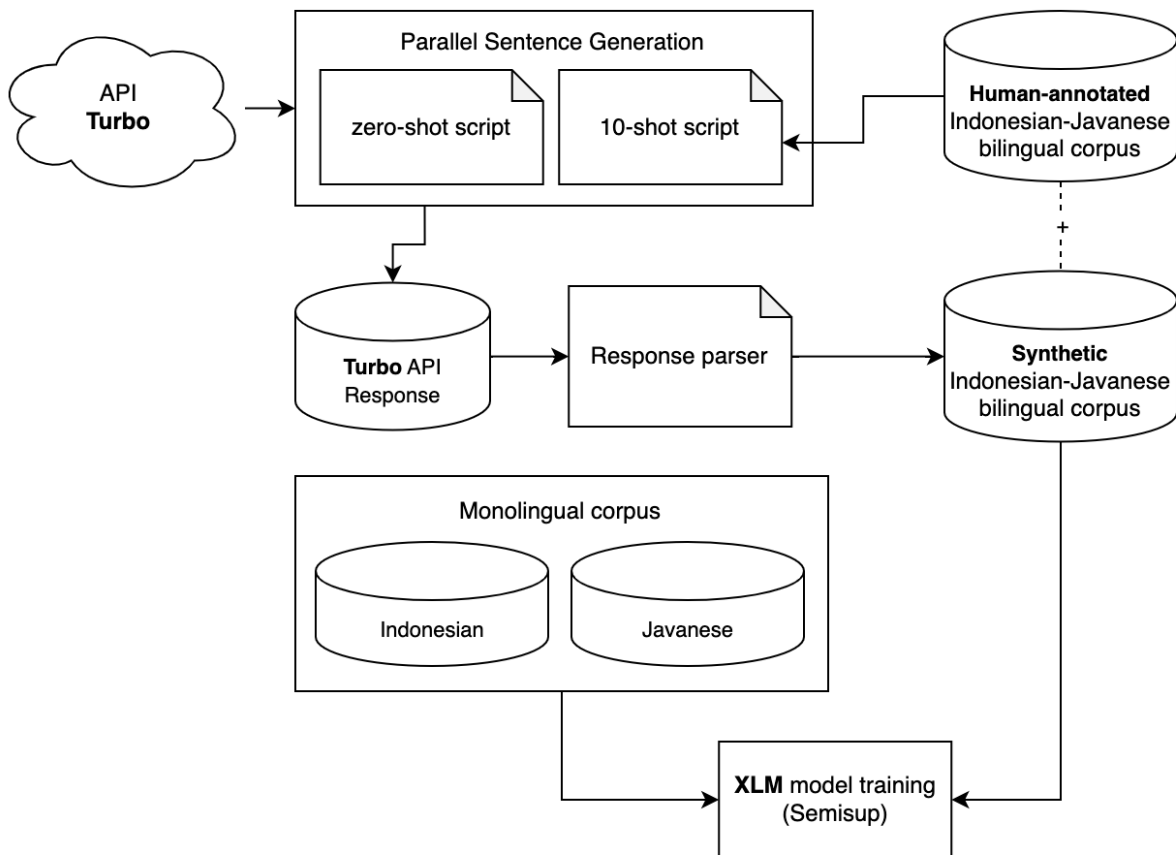 API
Turbo
Parallel Sentence Generation
zero-shot script
10-shot script
Human-annotated
Indonesian-Javanese
bilingual corpus
+
Turbo API
Response
Response parser
Synthetic
Indonesian-Javanese
bilingual corpus
Monolingual corpus
Indonesian
Javanese
XLM model training
(Semisup)